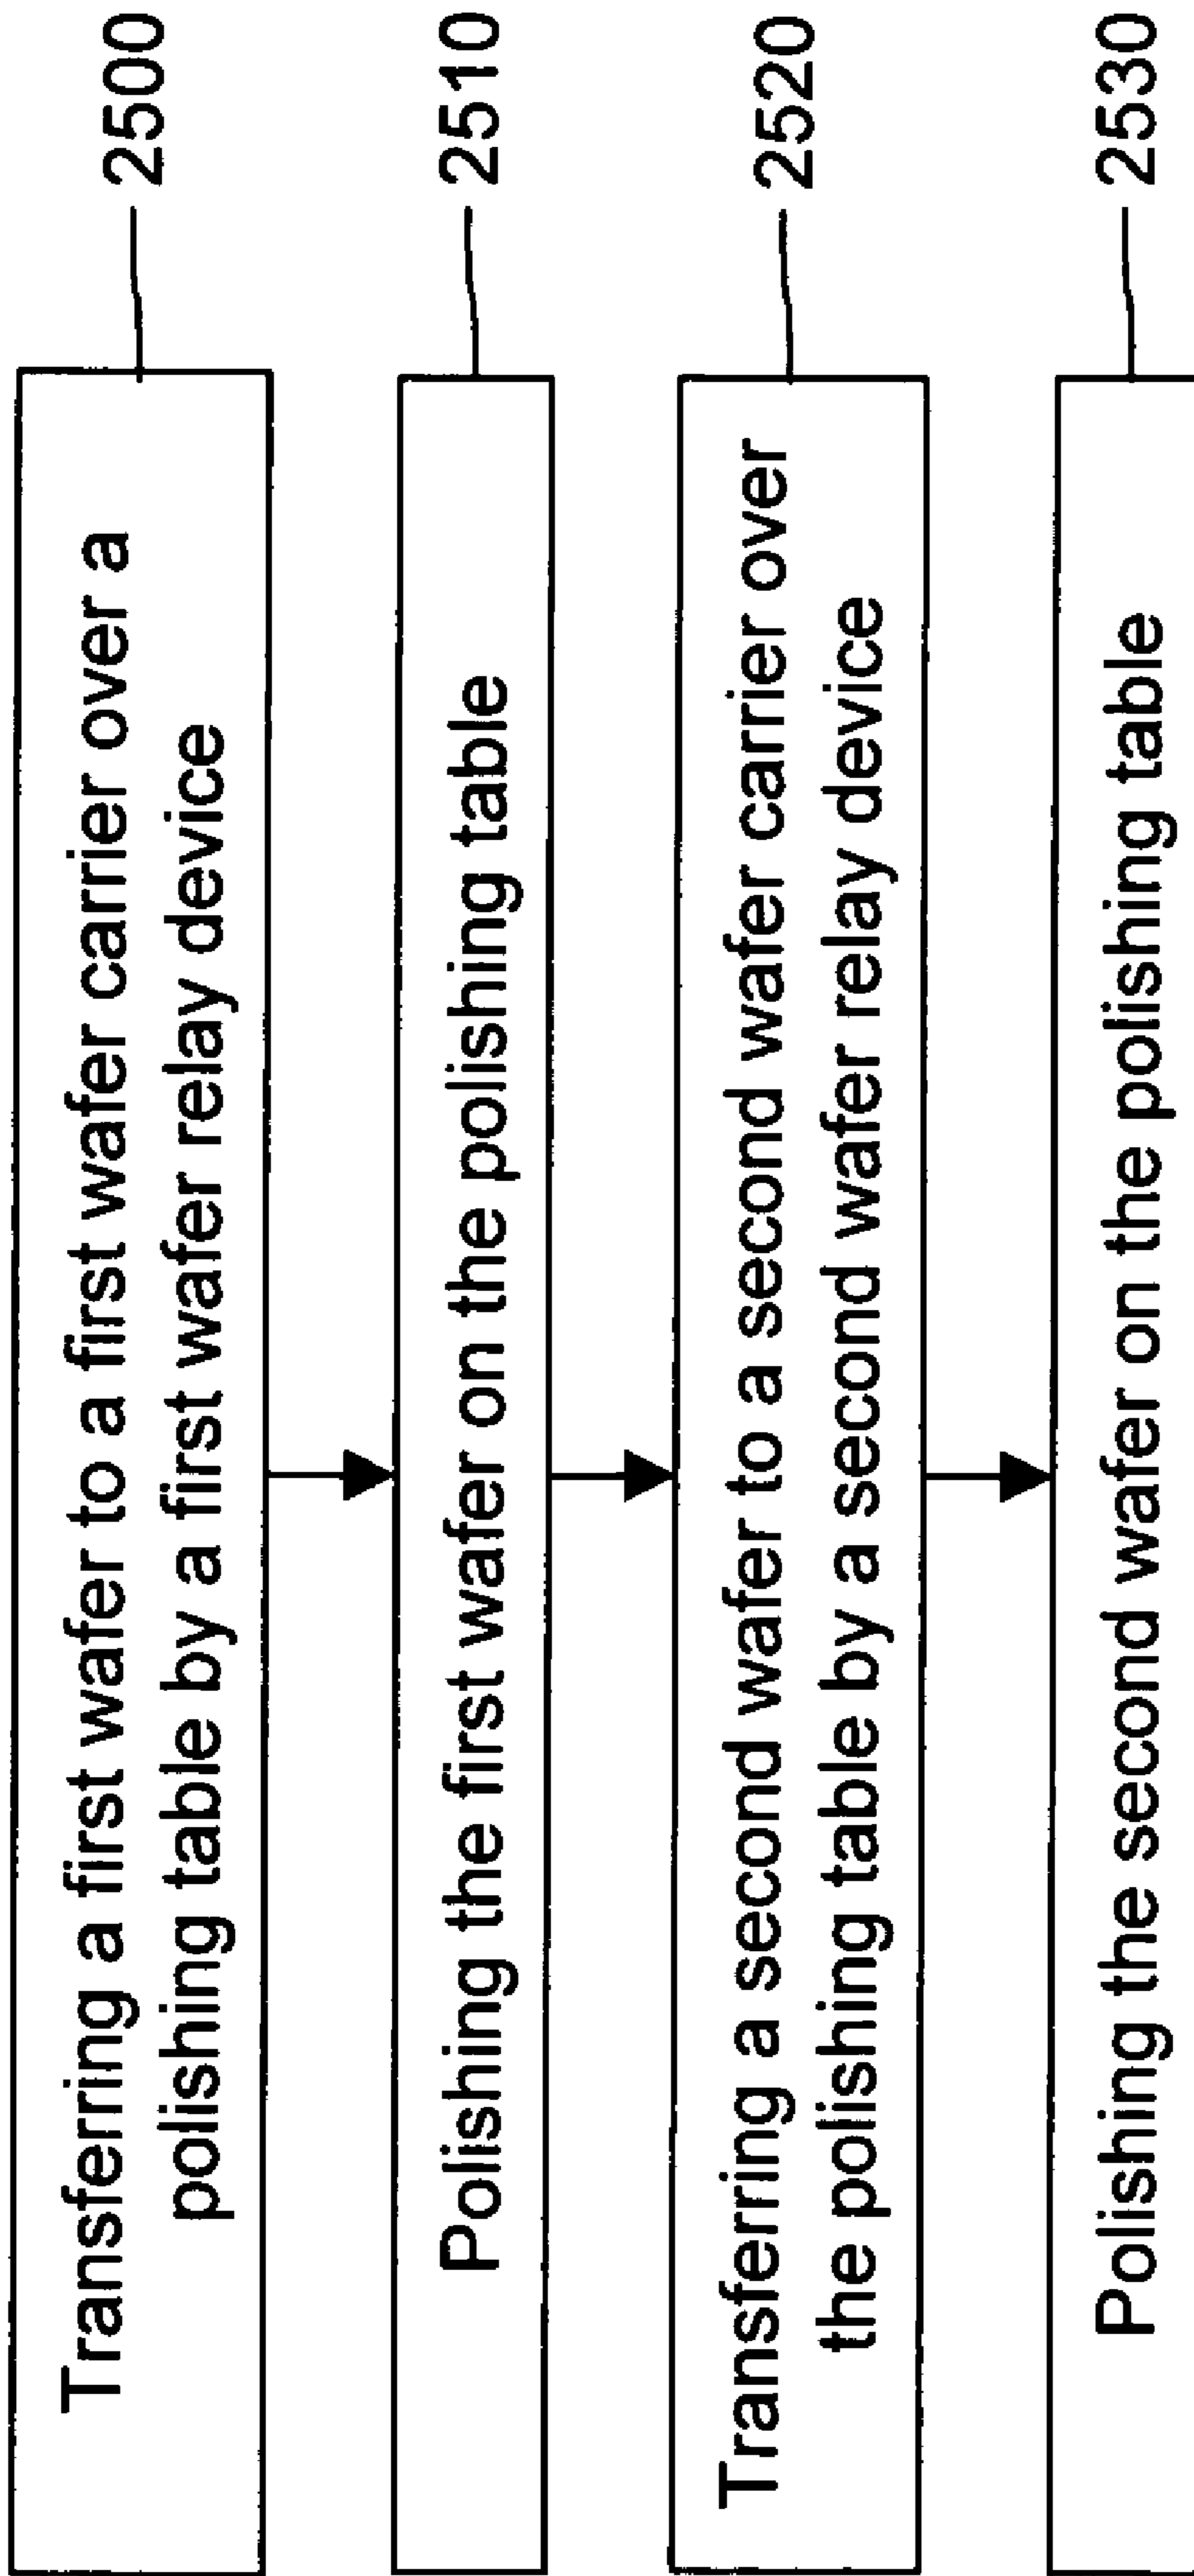 Transferring a first wafer to a first wafer carrier over a
polishing table by a first wafer relay device
2500
Polishing the first wafer on the polishing table
2510
Transferring a second wafer to a second wafer carrier over
the polishing table by a second wafer relay device
2520
Polishing the second wafer on the polishing table
2530